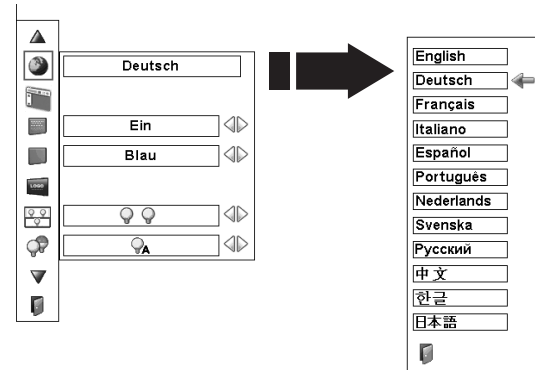 Deutsch
Ein
Blau
LOGO
A
English
Deutsch
Français
Italiano
Español
Português
Nederlands
Svenska
Русский
中文
한글
日本語